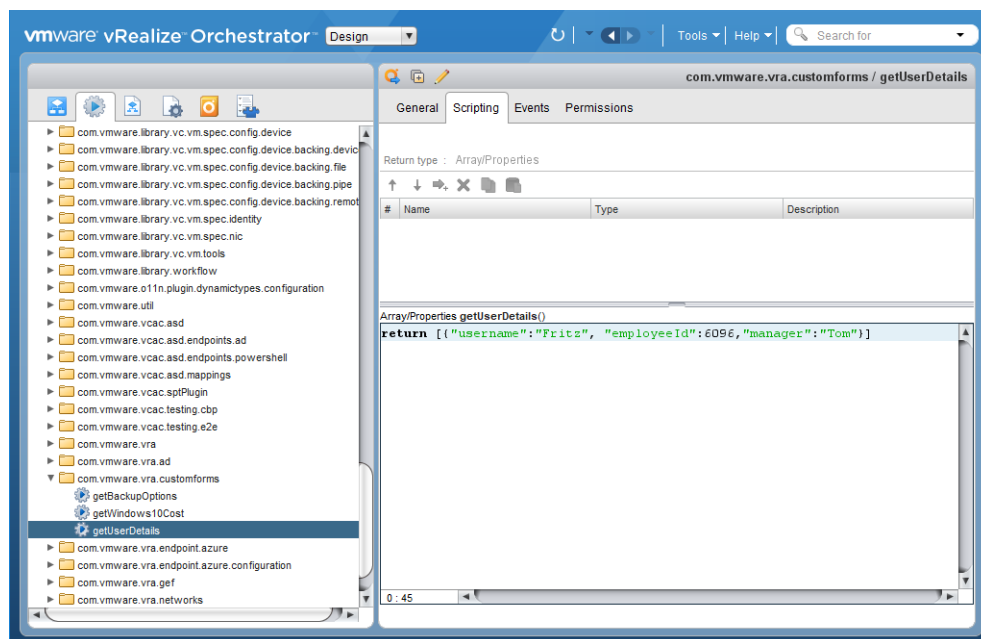 vmware® vRealize™ Orchestrator™ Design Tools Help Search for
com.vmware.vra.customforms / getUserDetails
General Scripting Events Permissions
com.vmware.library.vc.vm.spec.config.device
com.vmware.library.vc.vm.spec.config.device.backing.devic
com.vmware.library.vc.vm.spec.config.device.backing.file
com.vmware.library.vc.vm.spec.config.device.backing.pipe
com.vmware.library.vc.vm.spec.config.device.backing.remot
com.vmware.library.vc.vm.spec.identity
com.vmware.library.vc.vm.spec.nic
com.vmware.library.vc.vm.tools
com.vmware.library.workflow
com.vmware.o11n.plugin.dynamictypes.configuration
com.vmware.util
com.vmware.vcac.asd
com.vmware.vcac.asd.endpoints.ad
com.vmware.vcac.asd.endpoints.powershell
com.vmware.vcac.asd.mappings
com.vmware.vcac.sptPlugin
com.vmware.vcac.testing.cbp
com.vmware.vcac.testing.e2e
com.vmware.vra
com.vmware.vra.ad
com.vmware.vra.customforms
getBackupOptions
getWindows10Cost
getUserDetails
com.vmware.vra.endpoint.azure
com.vmware.vra.endpoint.azure.configuration
com.vmware.vra.gef
com.vmware.vra.networks
Return type : Array/Properties
# Name Type Description
Array/Properties getUserDetails()
return [{"username":"Fritz", "employeeId":6096,"manager":"Tom"}]
0 : 45